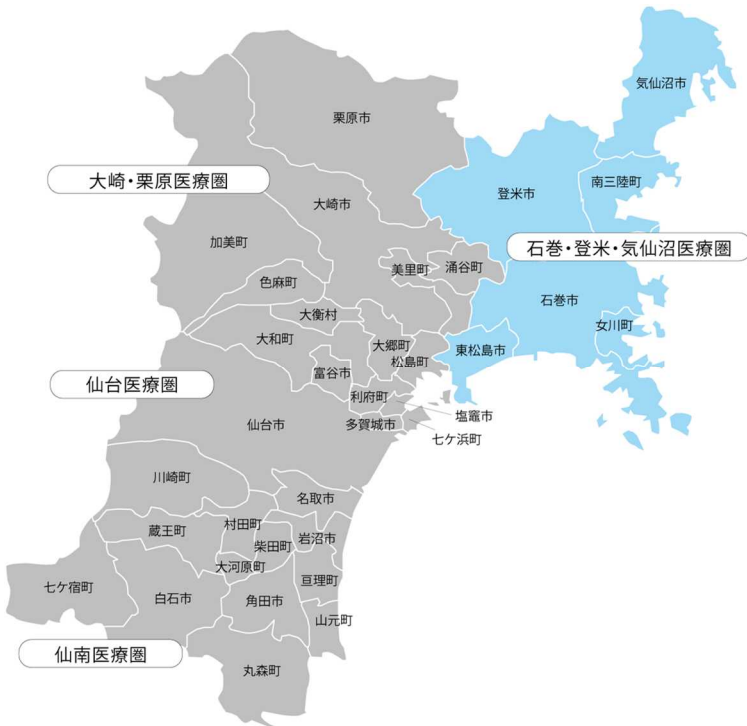 気仙沼市
栗原市
大崎・栗原医療圏
南三陸町
登米市
大崎市
加美町
石巻・登米・気仙沼医療圏
美里町
涌谷町
色麻町
石巻市
大衡村
女川町
大和町
大郷町
東松島市
松島町
富谷市
仙台医療圏
利府町
塩竈市
仙台市
多賀城市
七ケ浜町
川崎町
名取市
村田町
蔵王町
岩沼市
柴田町
大河原町
亘理町
七ケ宿町
白石市
角田市
山元町
仙南医療圏
丸森町